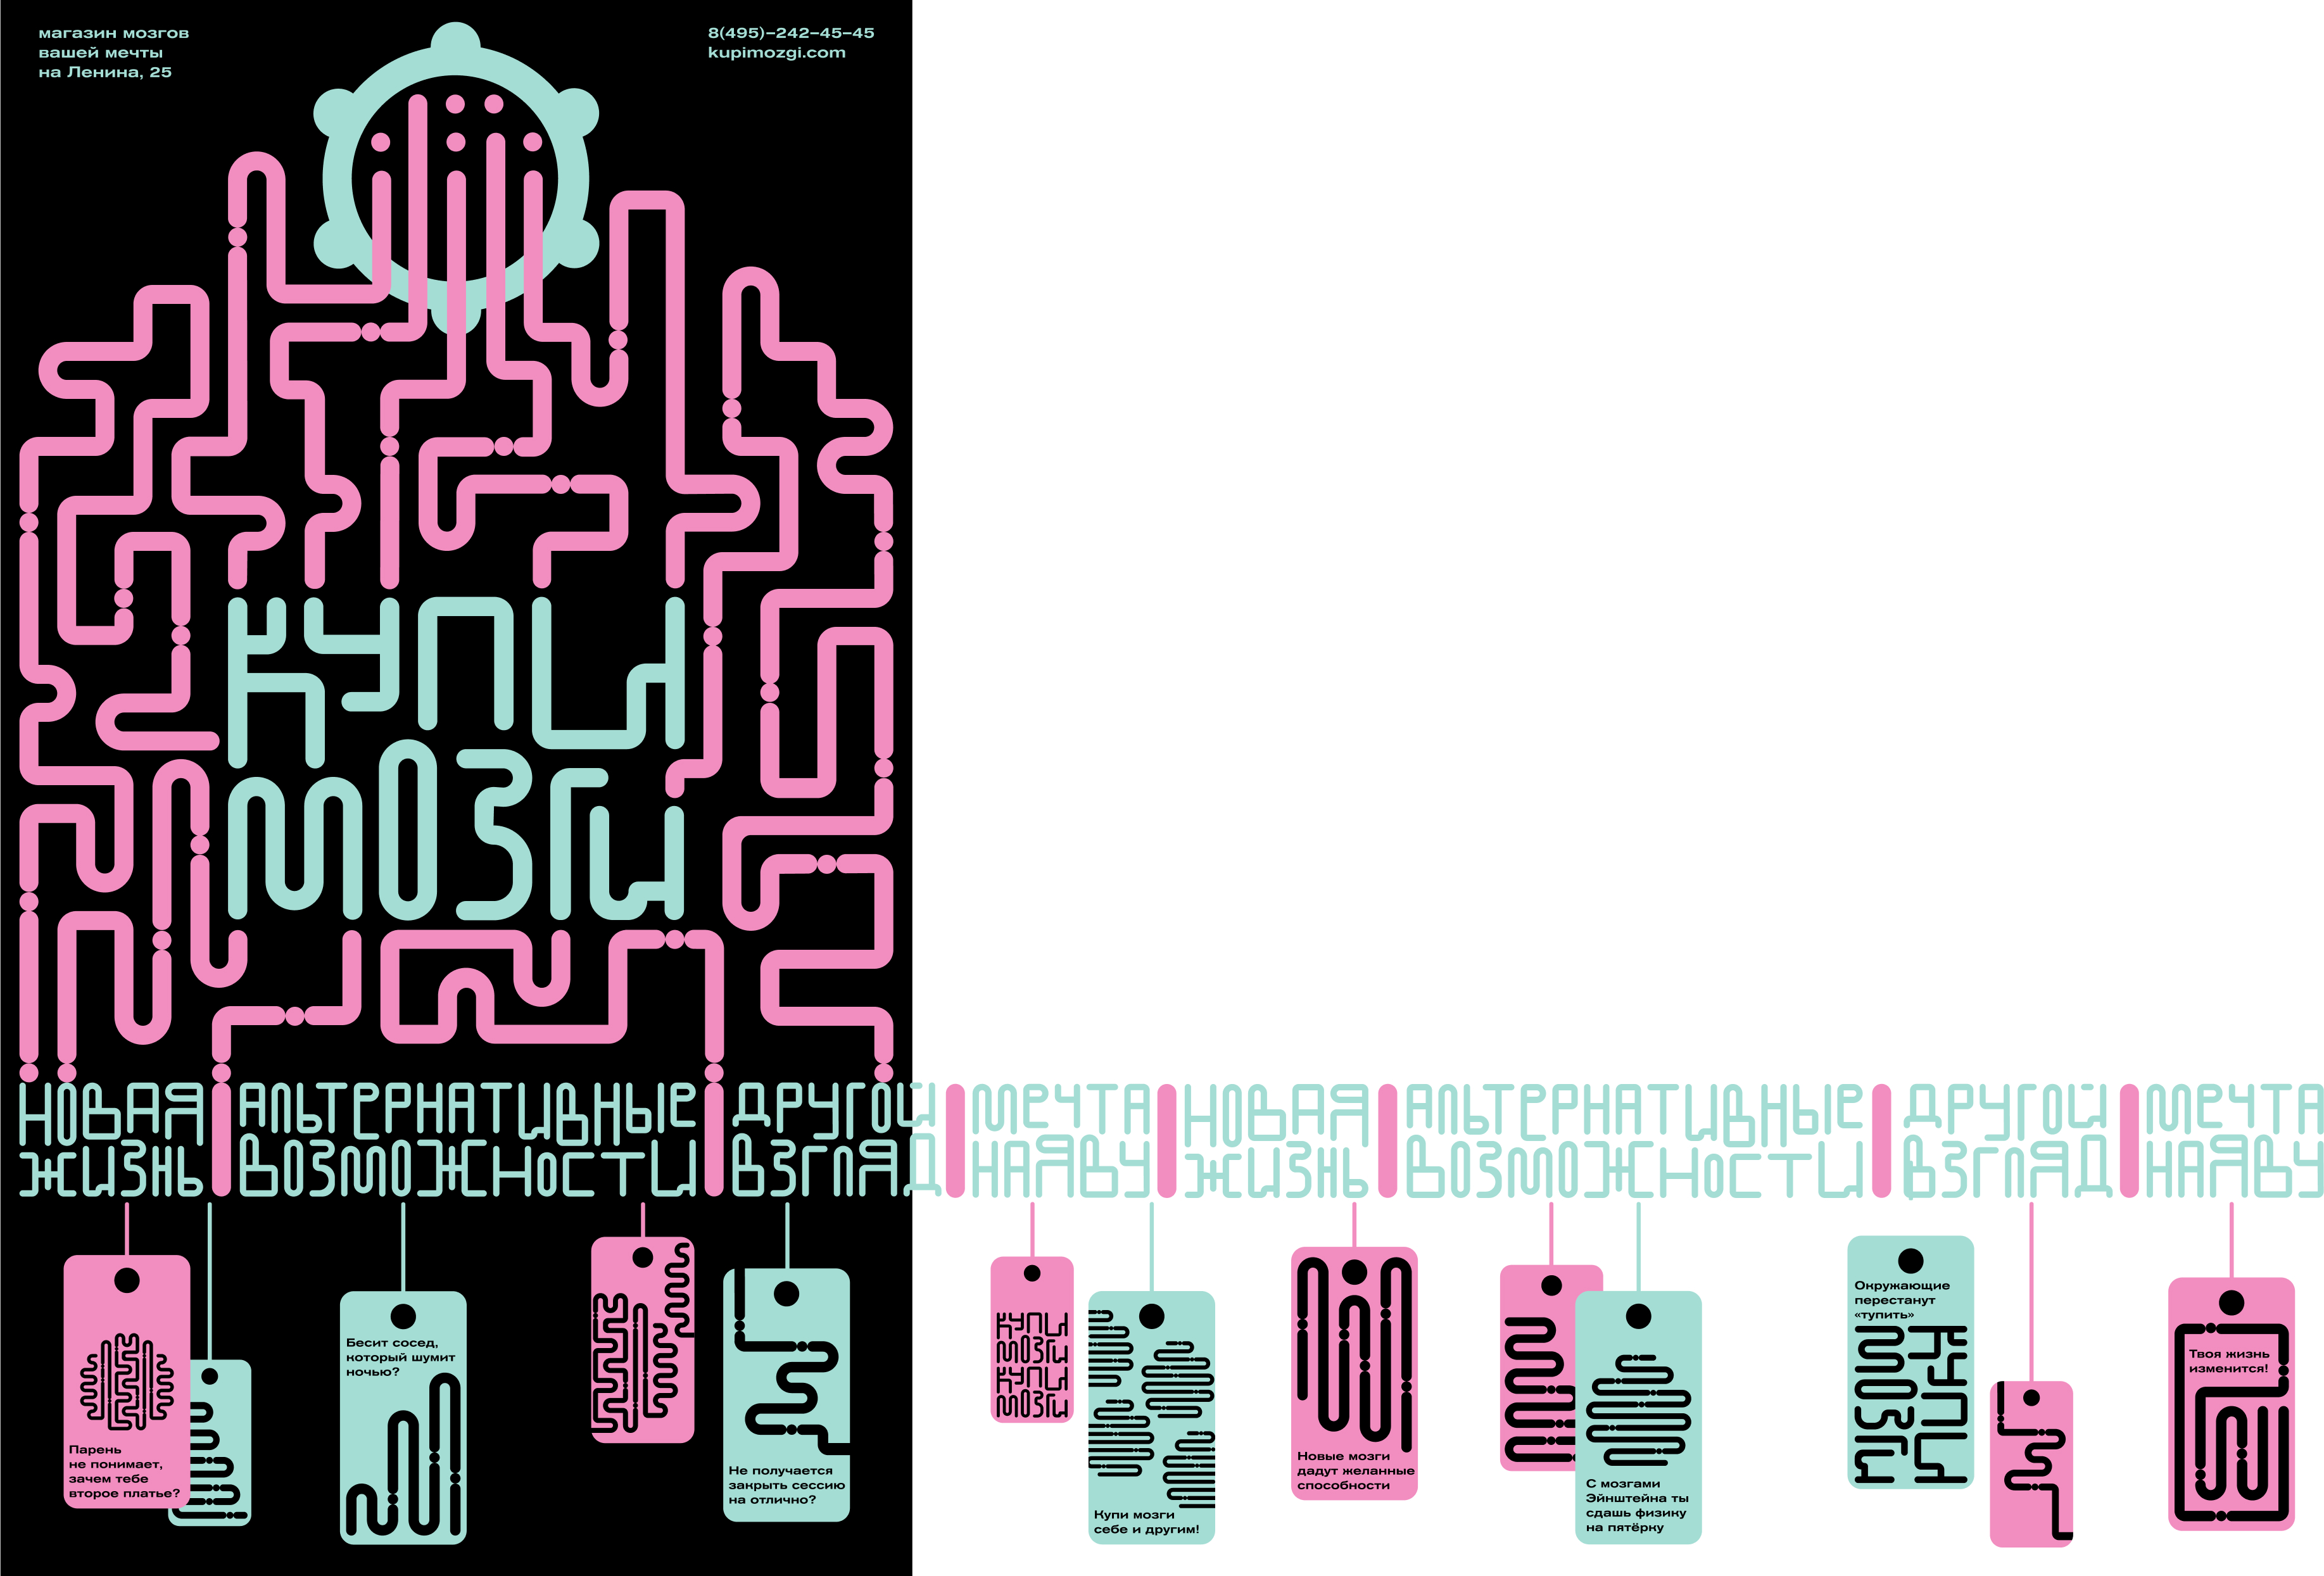 магазин мозгов
вашей мечты
на Ленина, 25
8(495)-242-45-45
kupimozgi.com
КУПИ
МОЗГИ
НОВАЯ
ЖИЗНЬ
АЛЬТЕРНАТИВНЫЕ
ВОЗМОЖНОСТИ
ДРУГОЙ
ВЗГЛЯД
МЕЧТА
НАЯВУ
НОВАЯ
ЖИЗНЬ
АЛЬТЕРНАТИВНЫЕ
ВОЗМОЖНОСТИ
ДРУГОЙ
ВЗГЛЯД
МЕЧТА
НАЯВУ
Парень
не понимает,
зачем тебе
второе платье?
Бесит сосед,
который шумит
ночью?
Не получается
закрыть сессию
на отлично?
КУПИ
МОЗГИ
КУПИ
МОЗГИ
Купи мозги
себе и другим!
Новые мозги
дадут желанные
способности
С мозгами
Эйнштейна ты
сдашь физику
на пятёрку
Окружающие
перестанут
«тупить»
КУПИ
МОЗГИ
Твоя жизнь
изменится!